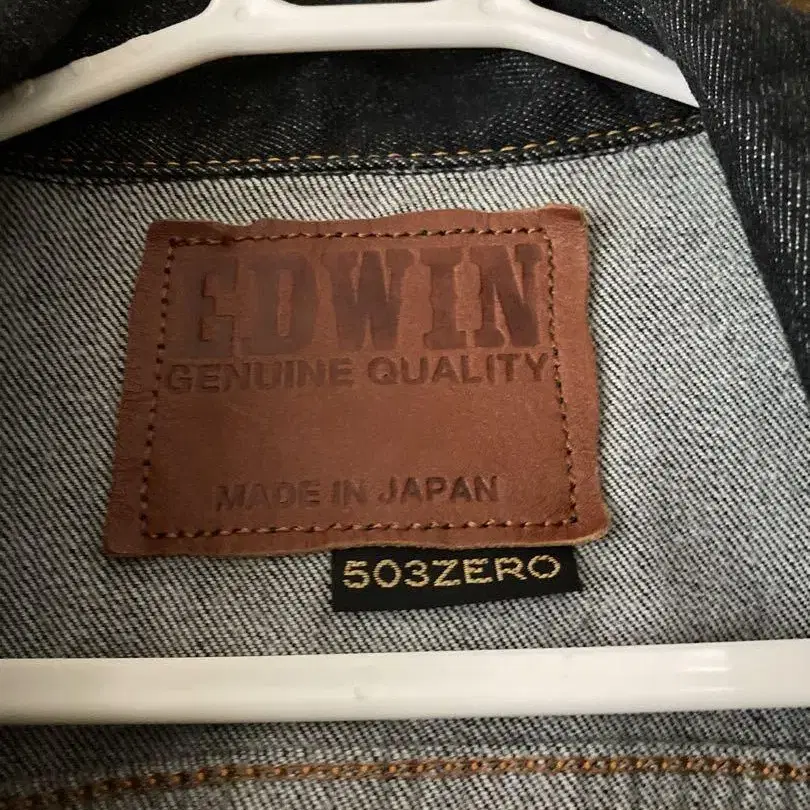 EDWIN
GENUINE QUALITY
MADE IN JAPAN
503ZERO